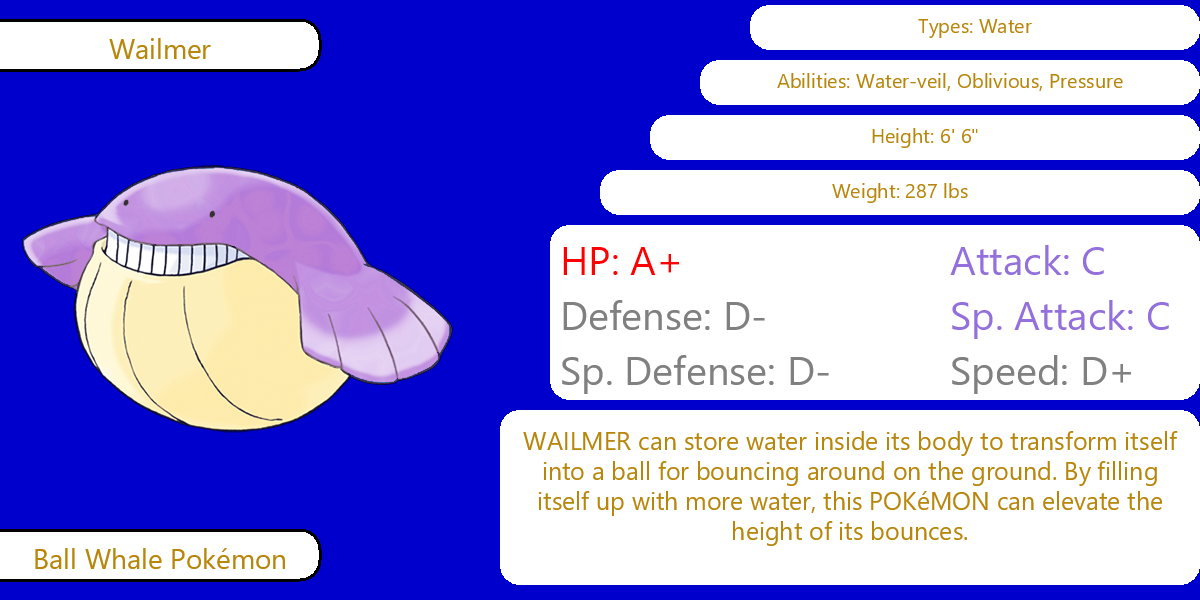 Wailmer
Types: Water
Abilities: Water-veil, Oblivious, Pressure
Height: 6' 6"
Weight: 287 lbs
HP: A+
Attack: C
Defense: D-
Sp. Attack: C
Sp. Defense: D-
Speed: D+
WAILMER can store water inside its body to transform itself
into a ball for bouncing around on the ground. By filling
itself up with more water, this POKéMON can elevate the
height of its bounces.
Ball Whale Pokémon